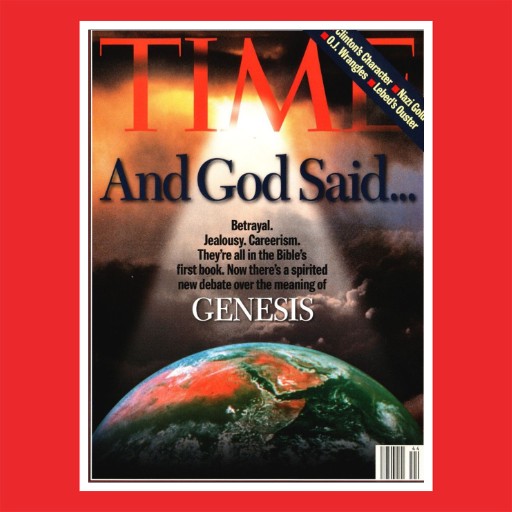 TIME
Clinton's Character ■ Nazi Gold
■ O.J. Wrangles ■ Lebed's Ouster
And God Said...
Betrayal.
Jealousy. Careerism.
They're all in the Bible's
first book. Now there's a spirited
new debate over the meaning of
GENESIS
44